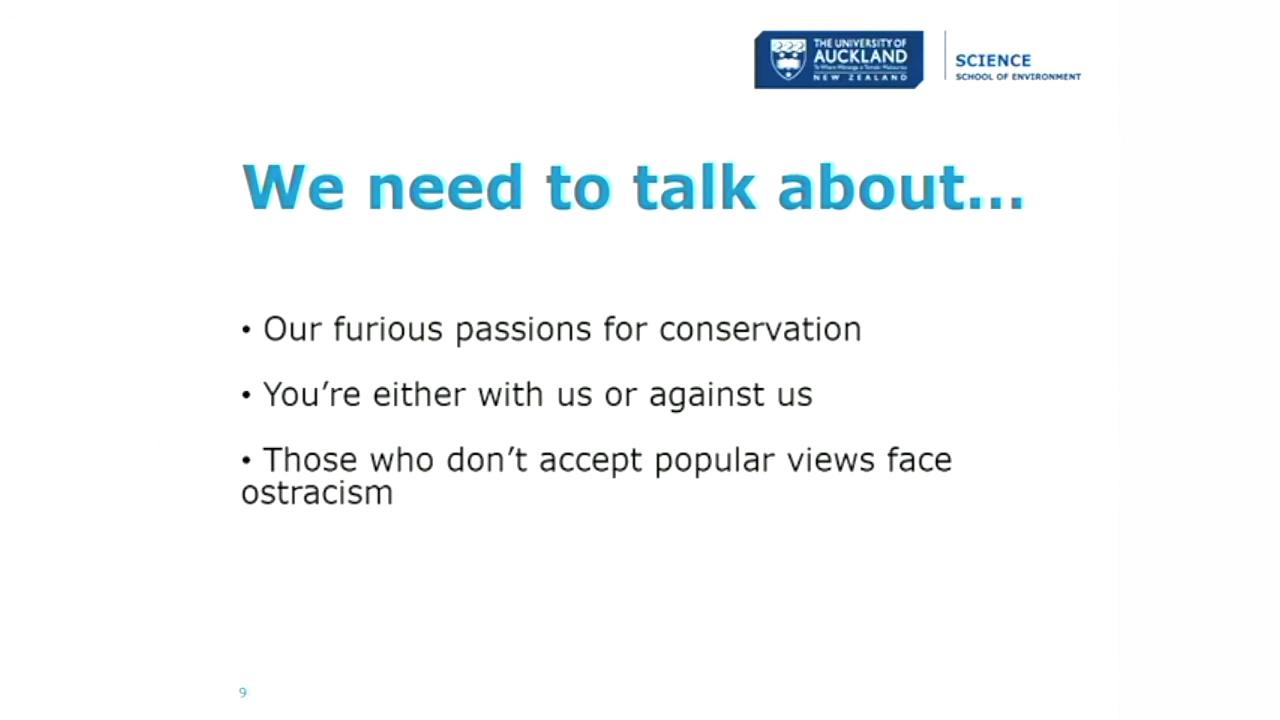 THE UNIVERSITY OF
AUCKLAND
Te Whare Wānanga o Tāmaki Makaurau
NEW ZEALAND
SCIENCE
SCHOOL OF ENVIRONMENT
We need to talk about...
• Our furious passions for conservation
• You’re either with us or against us
• Those who don’t accept popular views face
ostracism
9